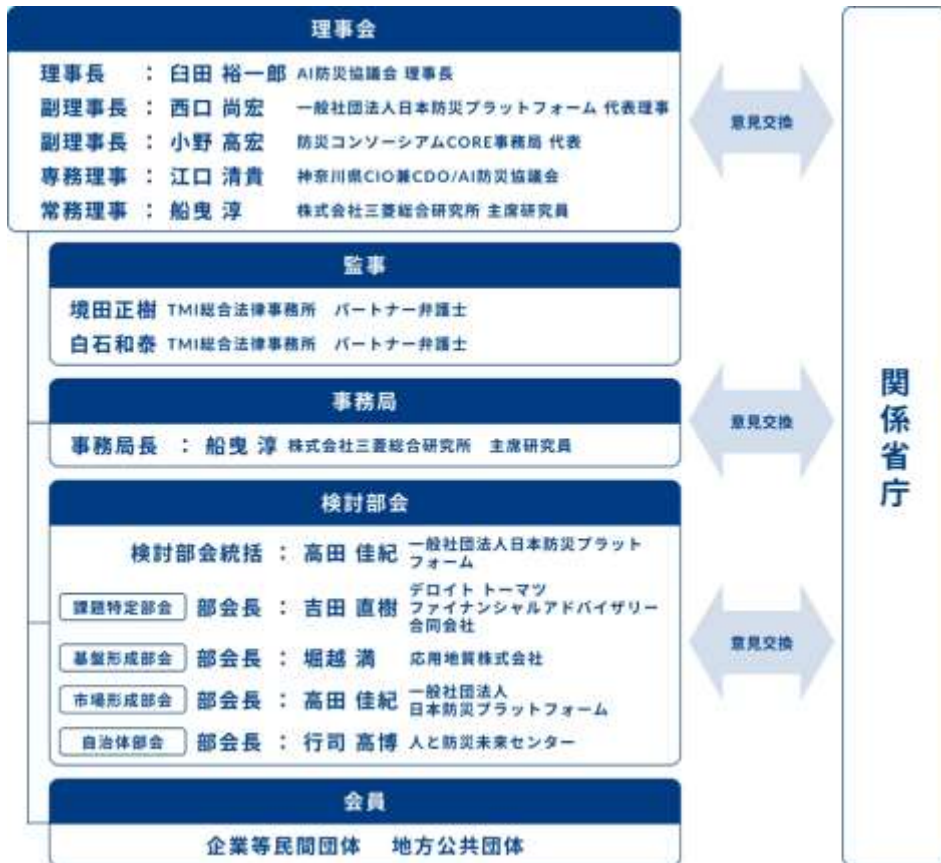 理事会
理事長 ： 臼田 裕一郎 AI防災協議会 理事長
副理事長 ： 西口 尚宏 一般社団法人日本防災プラットフォーム 代表理事
副理事長 ： 小野 高宏 防災コンソーシアムCORE事務局 代表
専務理事 ： 江口 清貴 神奈川県CIO兼CDO/AI防災協議会
常務理事 ： 船曳 淳 株式会社三菱総合研究所 主席研究員
意見交換
監事
境田正樹 TMI総合法律事務所 パートナー弁護士
白石和泰 TMI総合法律事務所 パートナー弁護士
事務局
事務局長 ： 船曳 淳 株式会社三菱総合研究所 主席研究員
意見交換
検討部会
検討部会統括 ： 高田 佳紀 一般社団法人日本防災プラット
フォーム
課題特定部会 部会長 ： 吉田 直樹 デロイト トーマツ
ファイナンシャルアドバイザリー
合同会社
基盤形成部会 部会長 ： 堀越 満 応用地質株式会社
市場形成部会 部会長 ： 高田 佳紀 一般社団法人
日本防災プラットフォーム
自治体部会 部会長 ： 行司 高博 人と防災未来センター
意見交換
会員
企業等民間団体 地方公共団体
関係省庁